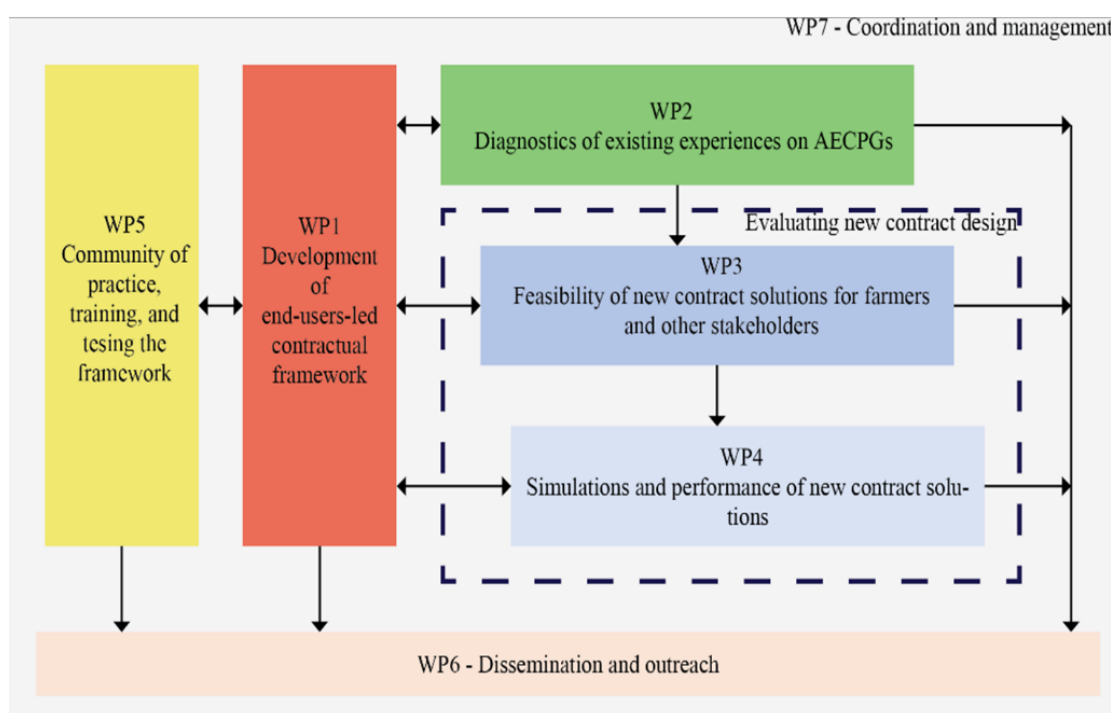 WP7 - Coordination and management
WP2
Diagnostics of existing experiences on AECPGs
Evaluating new contract design
WP5
Community of
practice,
training, and
tesing the
framework
WP1
Development
of
end-users-led
contractual
framework
WP3
Feasibility of new contract solutions for farmers
and other stakeholders
WP4
Simulations and performance of new contract solu-
tions
WP6 - Dissemination and outreach